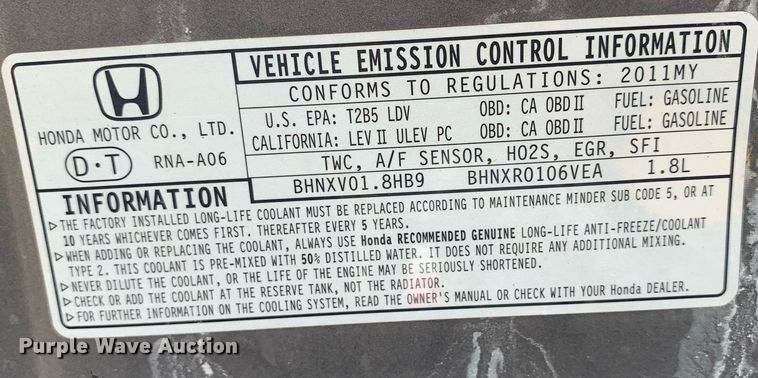 VEHICLE EMISSION CONTROL INFORMATION
CONFORMS TO REGULATIONS: 2011MY
U.S. EPA: T2B5 LDV OBD: CA OBD II FUEL: GASOLINE
CALIFORNIA: LEV II ULEV PC OBD: CA OBD II FUEL: GASOLINE
TWC, A/F SENSOR, HO2S, EGR, SFI
BHNXV01.8HB9 BHNXR0106VEA 1.8L
HONDA MOTOR CO., LTD.
D·T RNA-A06
INFORMATION
▷THE FACTORY INSTALLED LONG-LIFE COOLANT MUST BE REPLACED ACCORDING TO MAINTENANCE MINDER SUB CODE 5, OR AT
10 YEARS WHICHEVER COMES FIRST. THEREAFTER EVERY 5 YEARS.
▷WHEN ADDING OR REPLACING THE COOLANT, ALWAYS USE Honda RECOMMENDED GENUINE LONG-LIFE ANTI-FREEZE/COOLANT
TYPE 2. THIS COOLANT IS PRE-MIXED WITH 50% DISTILLED WATER. IT DOES NOT REQUIRE ANY ADDITIONAL MIXING.
▷NEVER DILUTE THE COOLANT, OR THE LIFE OF THE ENGINE MAY BE SERIOUSLY SHORTENED.
▷CHECK OR ADD THE COOLANT AT THE RESERVE TANK, NOT THE RADIATOR.
▷FOR FURTHER INFORMATION ON THE COOLING SYSTEM, READ THE OWNER'S MANUAL OR CHECK WITH YOUR Honda DEALER.
Purple Wave Auction